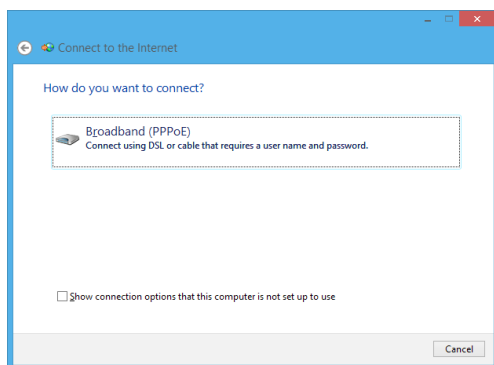 Connect to the Internet
How do you want to connect?
Broadband (PPPoE)
Connect using DSL or cable that requires a user name and password.
Show connection options that this computer is not set up to use
Cancel